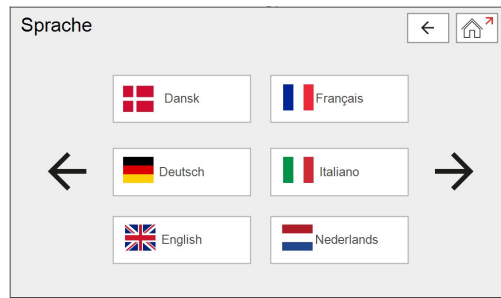 Sprache
Dansk
Français
Deutsch
Italiano
English
Nederlands